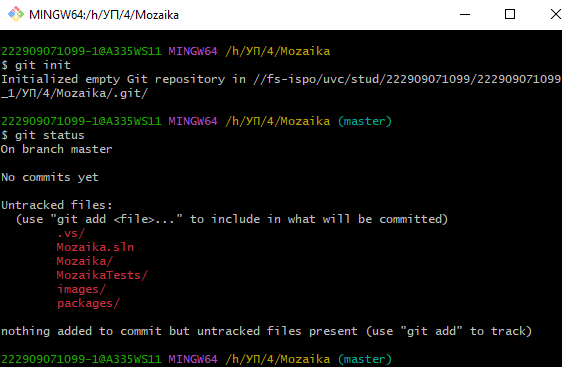 MINGW64:/h/УП/4/Mozaika
222909071099-1@A335WS11 MINGW64 /h/УП/4/Mozaika
$ git init
Initialized empty Git repository in //fs-ispo/uvc/stud/222909071099/222909071099
_1/УП/4/Mozaika/.git/
222909071099-1@A335WS11 MINGW64 /h/УП/4/Mozaika (master)
$ git status
On branch master
No commits yet
Untracked files:
(use "git add <file>..." to include in what will be committed)
.vs/
Mozaika.sln
Mozaika/
MozaikaTests/
images/
packages/
nothing added to commit but untracked files present (use "git add" to track)
222909071099-1@A335WS11 MINGW64 /h/УП/4/Mozaika (master)